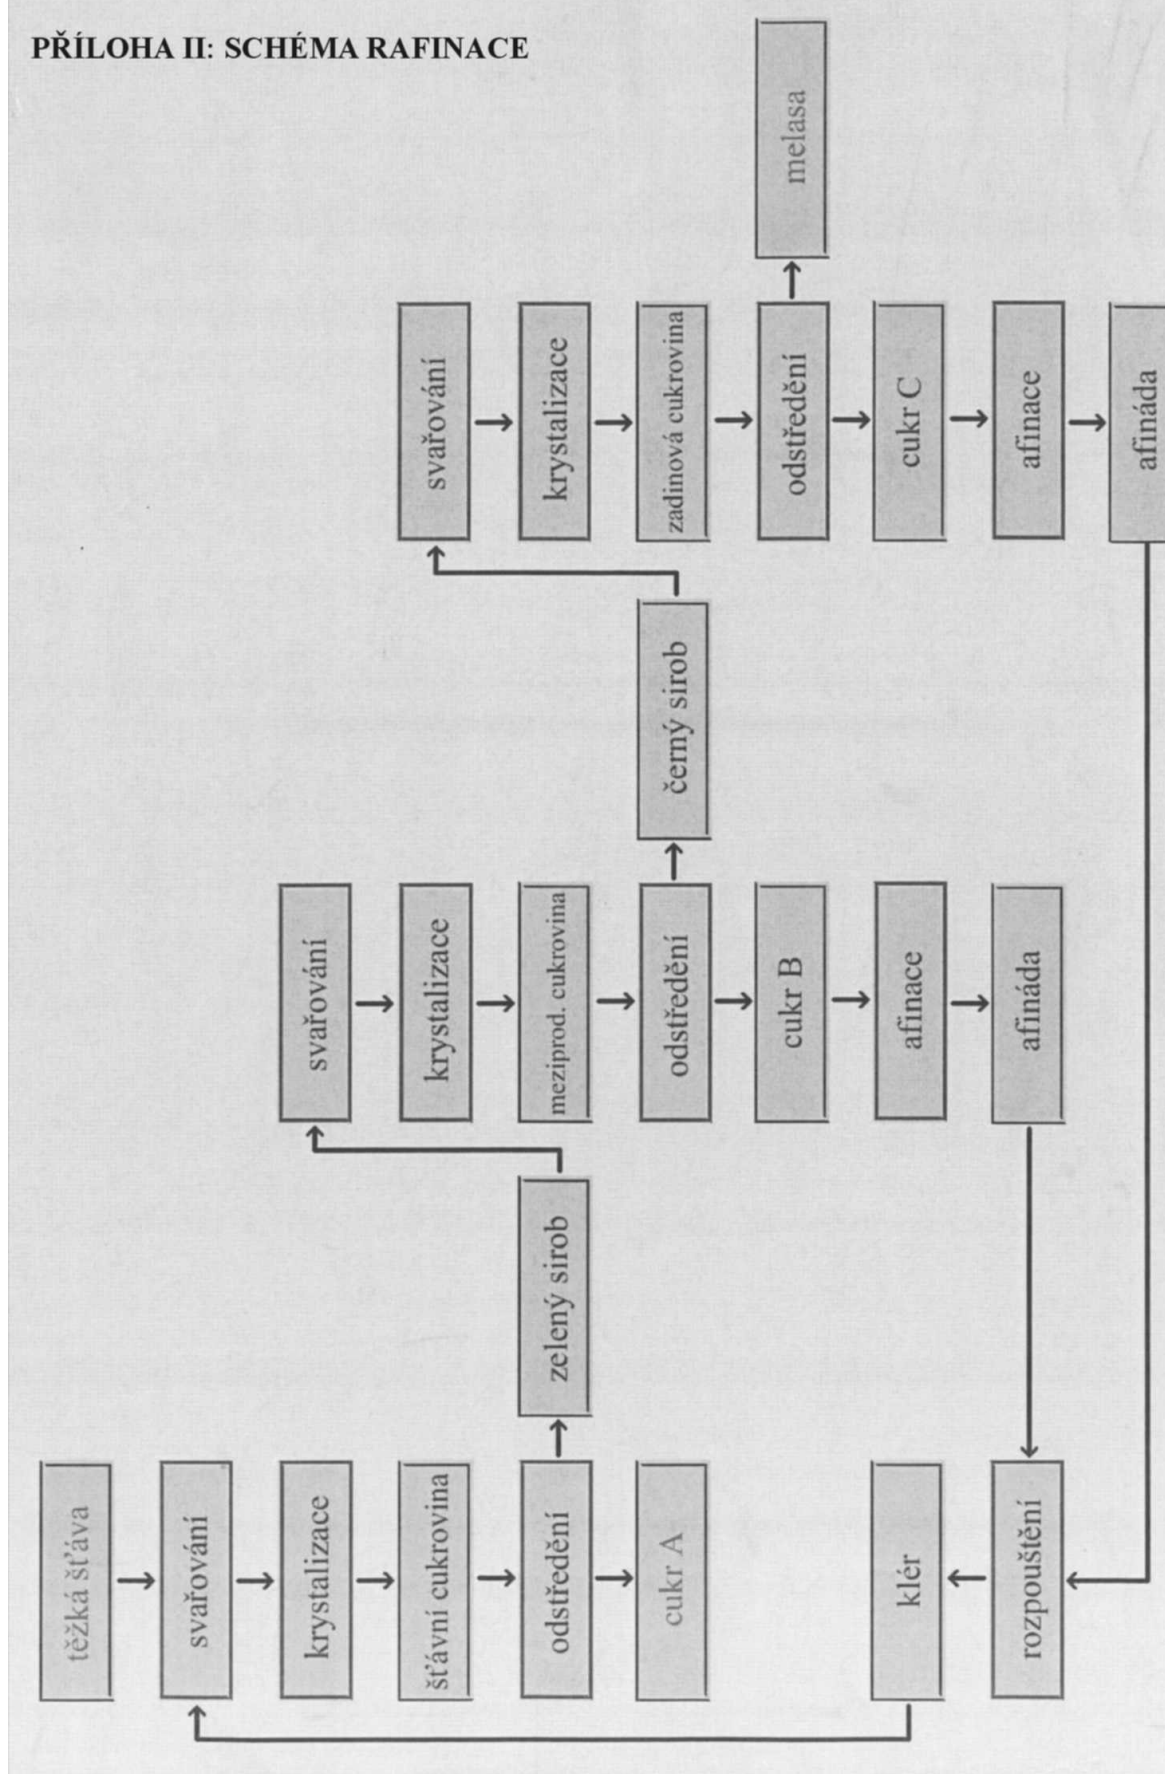 PŘÍLOHA II: SCHÉMA RAFINACE
těžká šťáva
svařování
krystalizace
šťávní cukrovina
odstředění
cukr A
klér
rozpouštění
zelený sirob
svařování
krystalizace
meziprod. cukrovina
odstředění
cukr B
afinace
afináda
černý sirob
svařování
krystalizace
zadinová cukrovina
odstředění
cukr C
afinace
afináda
melasa